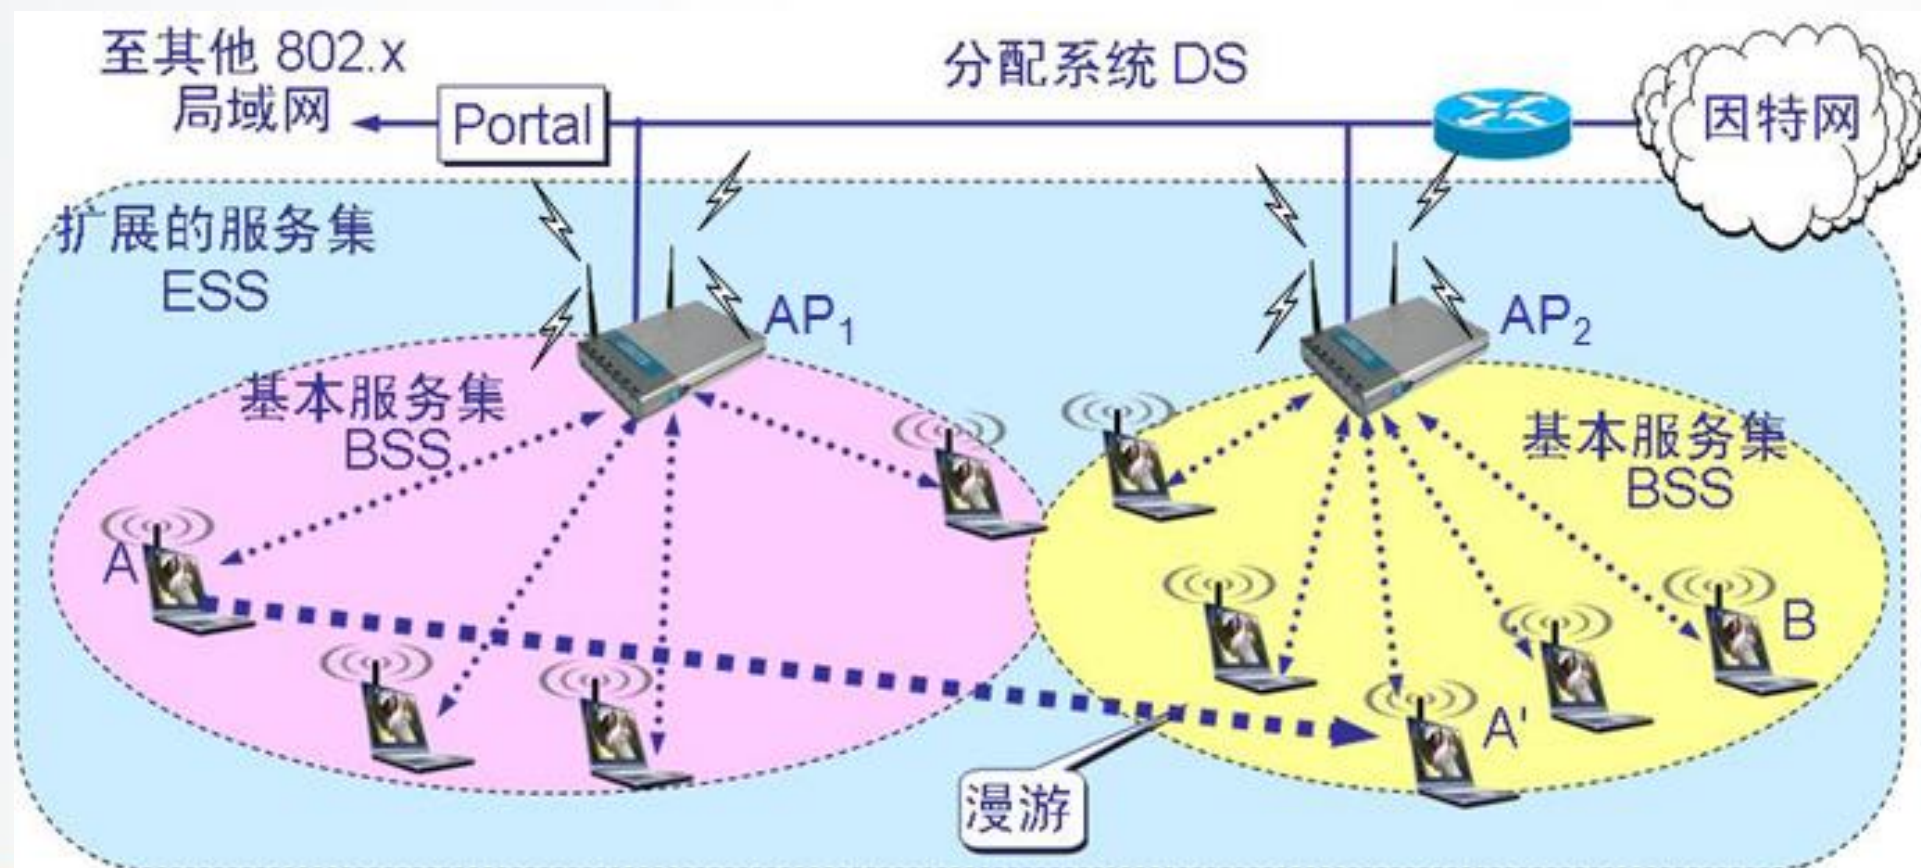 至其他 802.x
局域网
Portal
分配系统 DS
因特网
扩展的服务集
ESS
AP₁
AP₂
基本服务集
BSS
基本服务集
BSS
A
B
A'
漫游